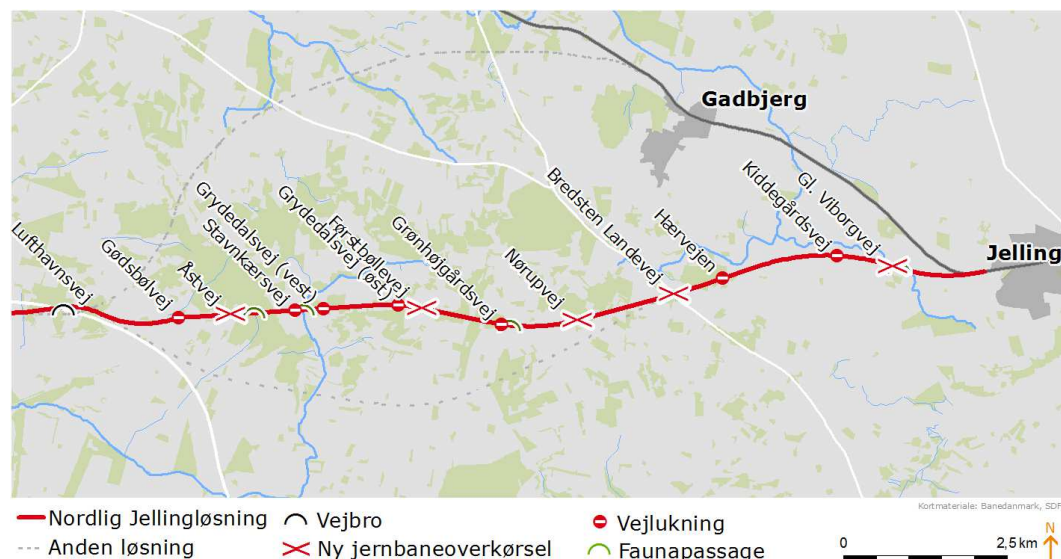 Gadbjerg
Jelling
Lufthavnsvej
Gødsbølvej
Åstvej
Grydedalsvej (vest)
Stavnkærsvej
Grydedalsvej (øst)
Førstbøllevej
Grønhøjgårdsvej
Nørupvej
Bredsten Landevej
Hærvejen
Kiddegårdsvej
Gl. Viborgvej
Kortmateriale: Banedanmark, SDF
Nordlig Jellingløsning
Vejbro
Vejlukning
Anden løsning
Ny jernbaneoverkørsel
Faunapassage
0
2,5 km
N